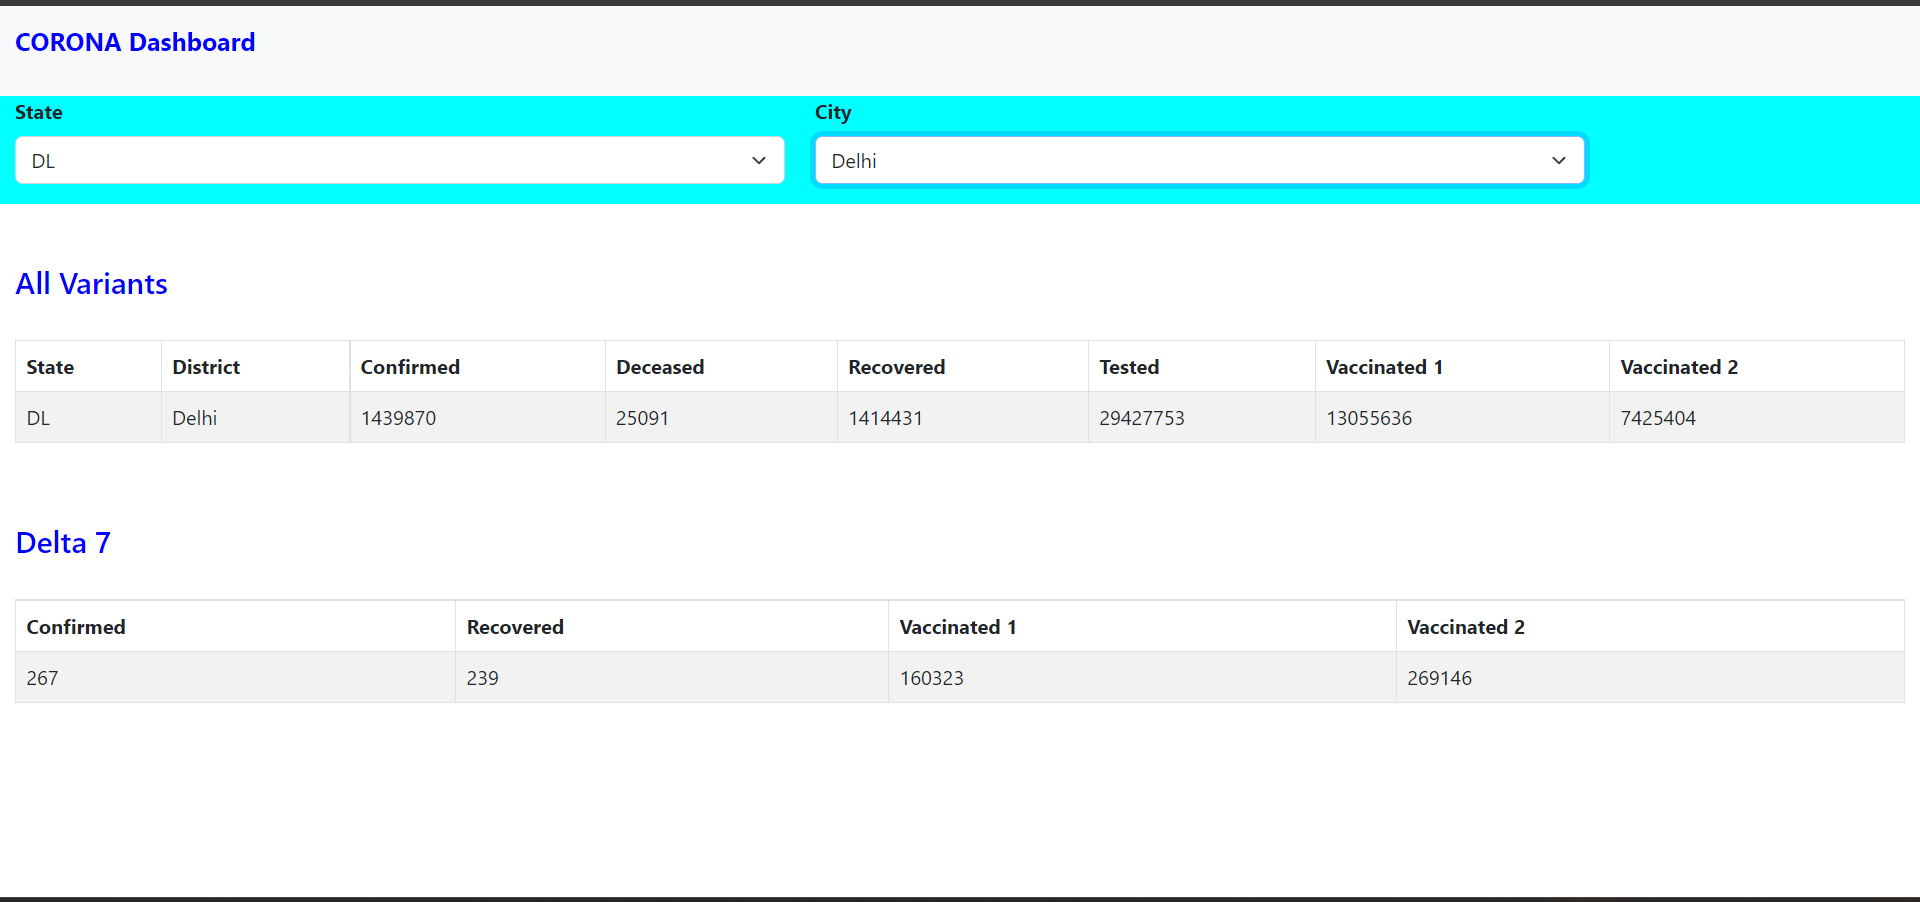 CORONA Dashboard
State City
DL Delhi
All Variants
State District Confirmed Deceased Recovered Tested Vaccinated 1 Vaccinated 2
DL Delhi 1439870 25091 1414431 29427753 13055636 7425404
Delta 7
Confirmed Recovered Vaccinated 1 Vaccinated 2
267 239 160323 269146